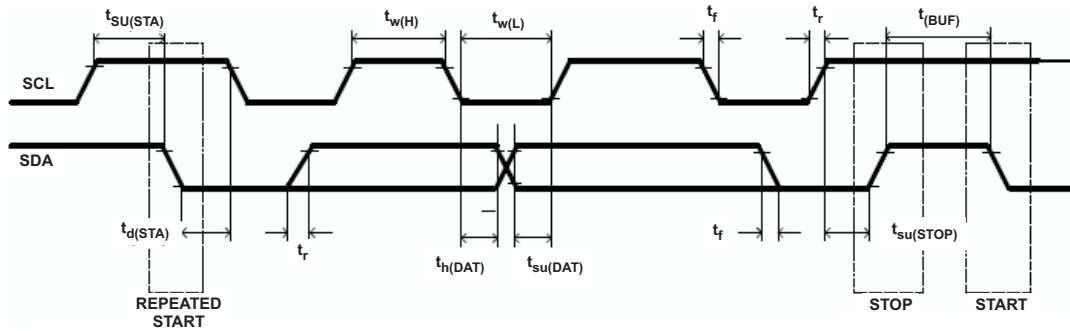 tSU(STA)
tw(H)
tw(L)
tf
tr
t(BUF)
SCL
SDA
td(STA)
tr
th(DAT)
tsu(DAT)
tf
tsu(STOP)
REPEATED
START
STOP
START